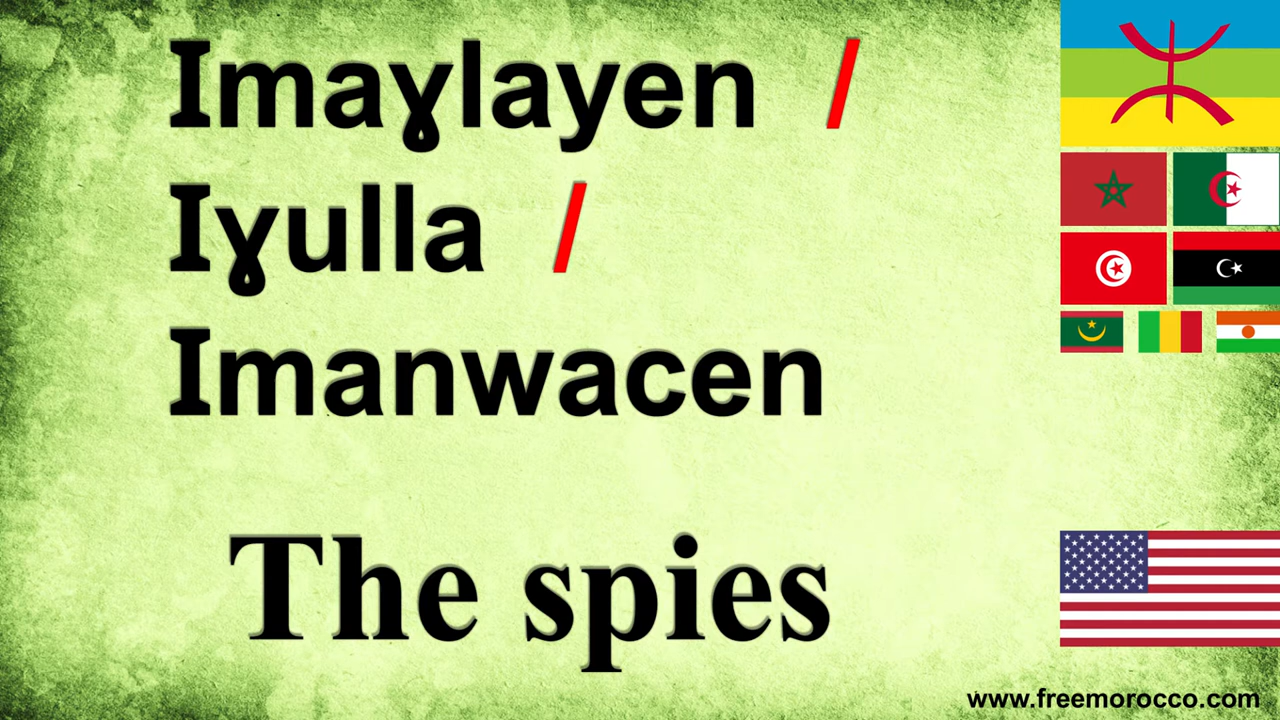 Imaɣlayen /
Iɣulla /
Imanwacen
The spies
www.freemorocco.com